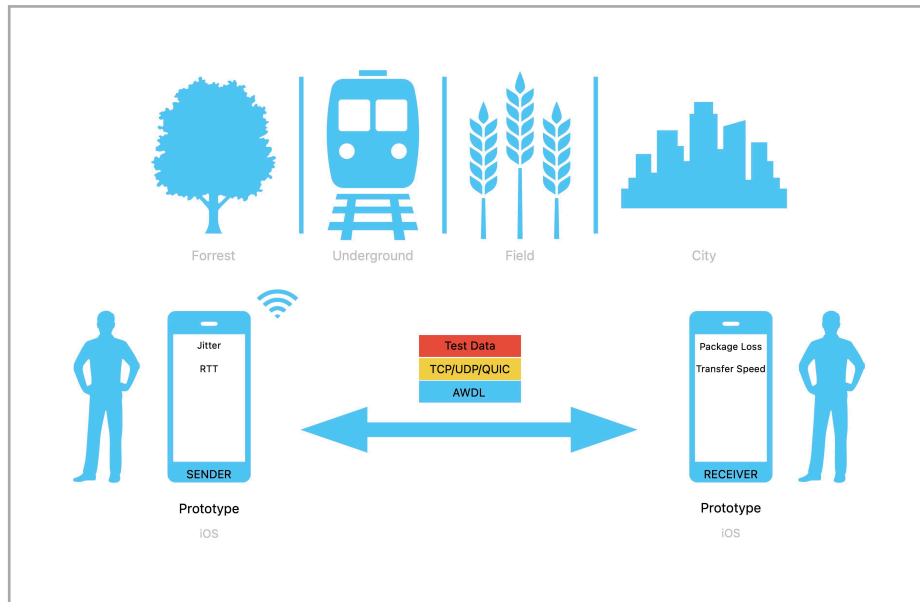 Forrest
Underground
Field
City
Jitter
RTT
SENDER
Prototype
iOS
Test Data
TCP/UDP/QUIC
AWDL
Package Loss
Transfer Speed
RECEIVER
Prototype
iOS